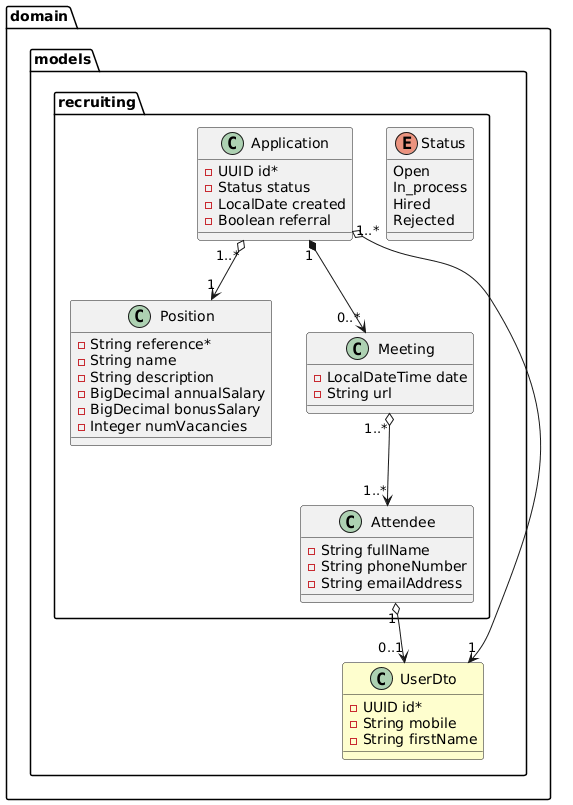 domain
models
recruiting
C Application
UUID id*
Status status
LocalDate created
Boolean referral
E Status
Open
In_process
Hired
Rejected
1..*
1
1..*
1
0..*
C Position
String reference*
String name
String description
BigDecimal annualSalary
BigDecimal bonusSalary
Integer numVacancies
C Meeting
LocalDateTime date
String url
1..*
1..*
C Attendee
String fullName
String phoneNumber
String emailAddress
1
0..1
1
C UserDto
UUID id*
String mobile
String firstName